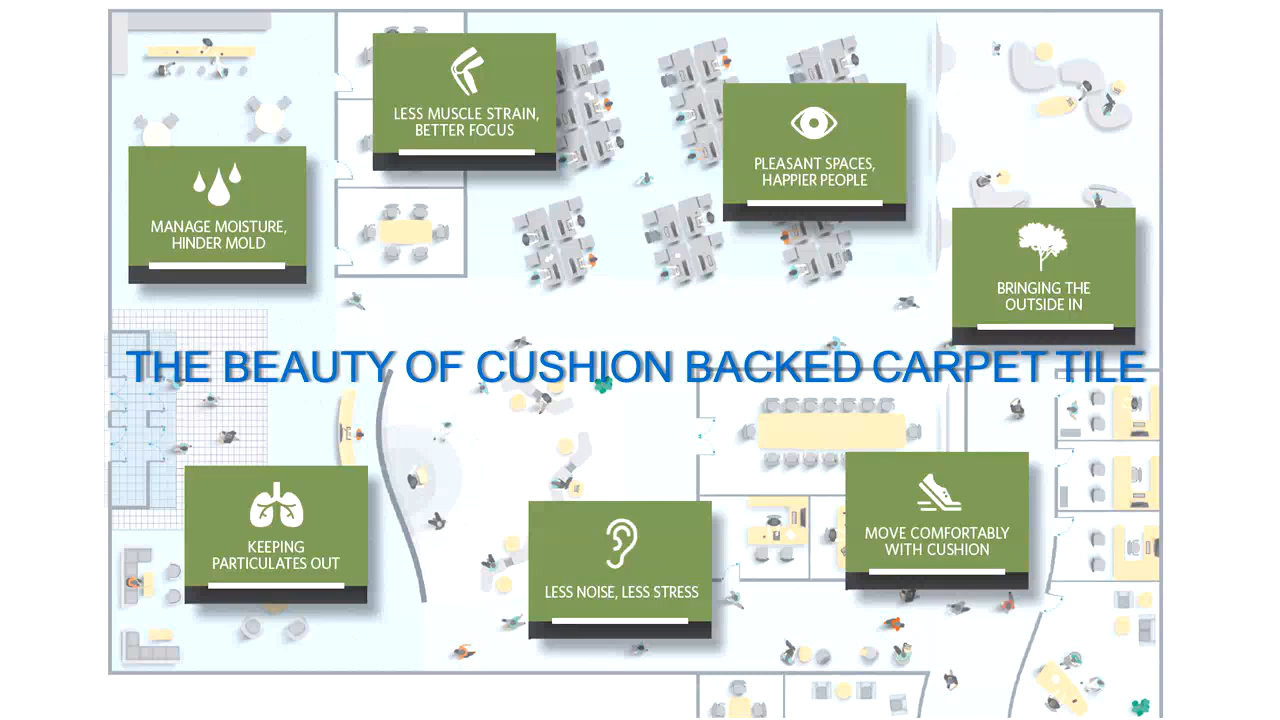 LESS MUSCLE STRAIN,
BETTER FOCUS
PLEASANT SPACES,
HAPPIER PEOPLE
MANAGE MOISTURE,
HINDER MOLD
BRINGING THE
OUTSIDE IN
THE BEAUTY OF CUSHION BACKED CARPET TILE
KEEPING
PARTICULATES OUT
LESS NOISE, LESS STRESS
MOVE COMFORTABLY
WITH CUSHION